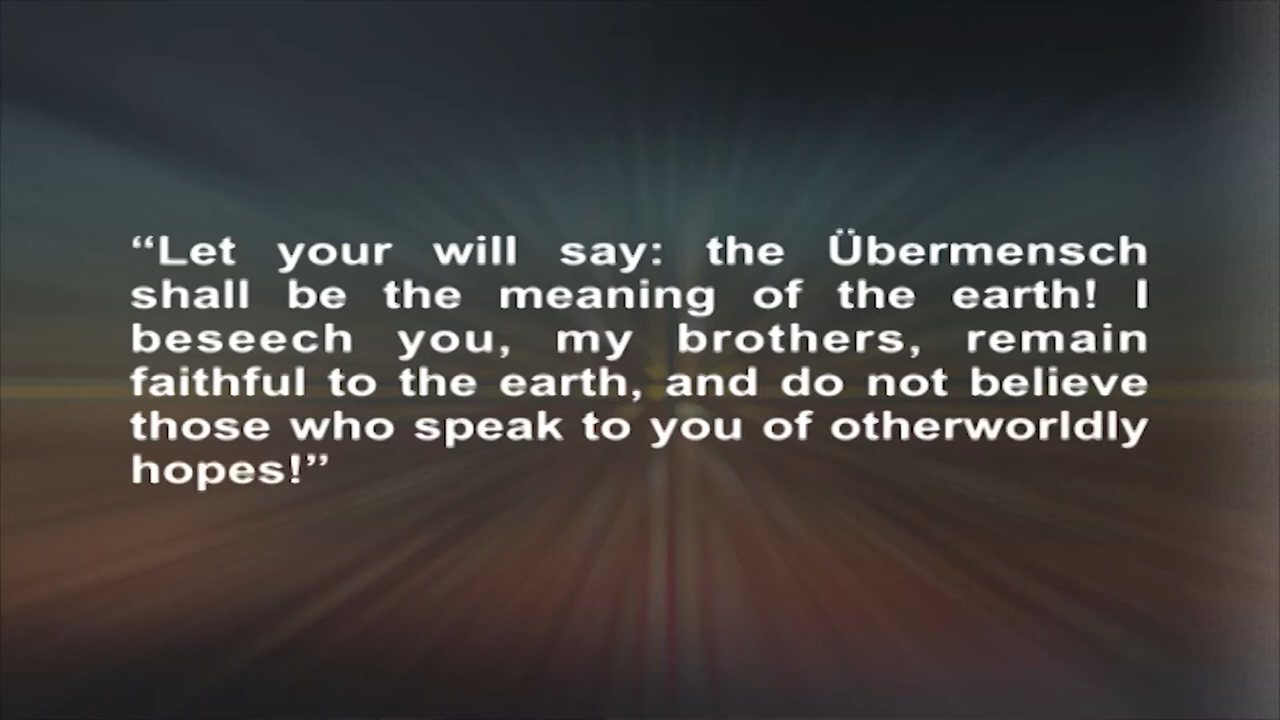 “Let your will say: the Übermensch
shall be the meaning of the earth! I
beseech you, my brothers, remain
faithful to the earth, and do not believe
those who speak to you of otherworldly
hopes!”